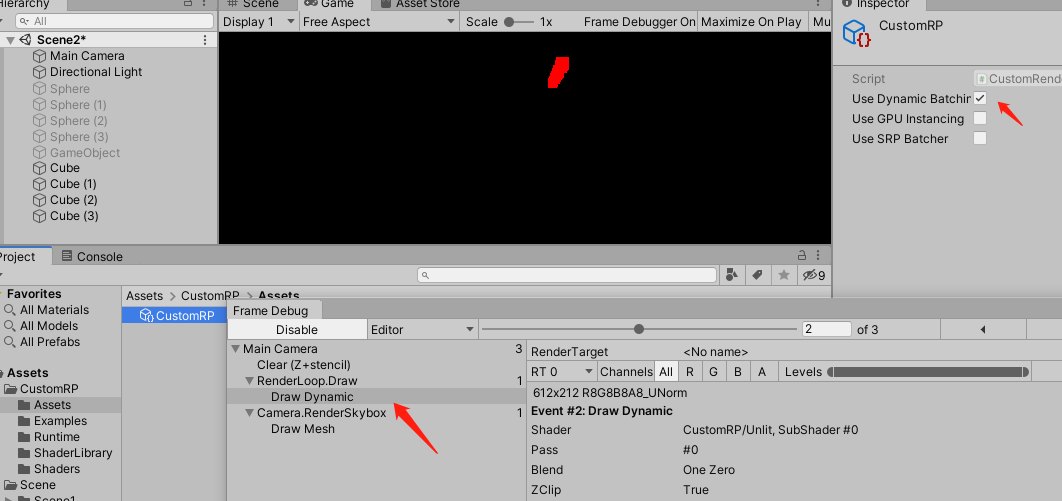 Hierarchy
All
Scene2*
Main Camera
Directional Light
Sphere
Sphere (1)
Sphere (2)
Sphere (3)
GameObject
Cube
Cube (1)
Cube (2)
Cube (3)
Scene Game Asset Store
Display 1 Free Aspect Scale 1x Frame Debugger On Maximize On Play Mu
Inspector
CustomRP
Script CustomRende
Use Dynamic Batchin
Use GPU Instancing
Use SRP Batcher
Project Console
9
Favorites
All Materials
All Models
All Prefabs
Assets
CustomRP
Assets
Examples
Runtime
ShaderLibrary
Shaders
Scene
Scene1
Assets > CustomRP > Assets
CustomRP
Frame Debug
Disable Editor 2 of 3
Main Camera 3
Clear (Z+stencil)
RenderLoop.Draw 1
Draw Dynamic
Camera.RenderSkybox 1
Draw Mesh
RenderTarget <No name>
RT 0 Channels All R G B A Levels
612x212 R8G8B8A8_UNorm
Event #2: Draw Dynamic
Shader CustomRP/Unlit, SubShader #0
Pass #0
Blend One Zero
ZClip True